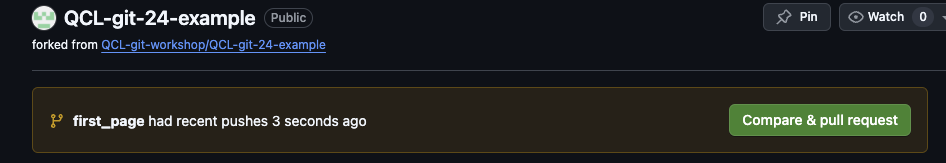 QCL-git-24-example Public
Pin
Watch 0
forked from QCL-git-workshop/QCL-git-24-example
first_page had recent pushes 3 seconds ago
Compare & pull request